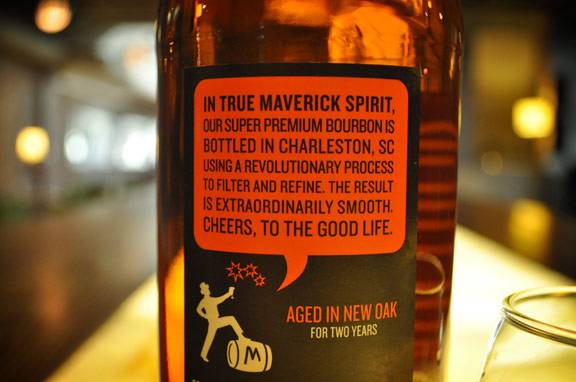 IN TRUE MAVERICK SPIRIT,
OUR SUPER PREMIUM BOURBON IS
BOTTLED IN CHARLESTON, SC
USING A REVOLUTIONARY PROCESS
TO FILTER AND REFINE. THE RESULT
IS EXTRAORDINARILY SMOOTH.
CHEERS, TO THE GOOD LIFE.
AGED IN NEW OAK
FOR TWO YEARS
M